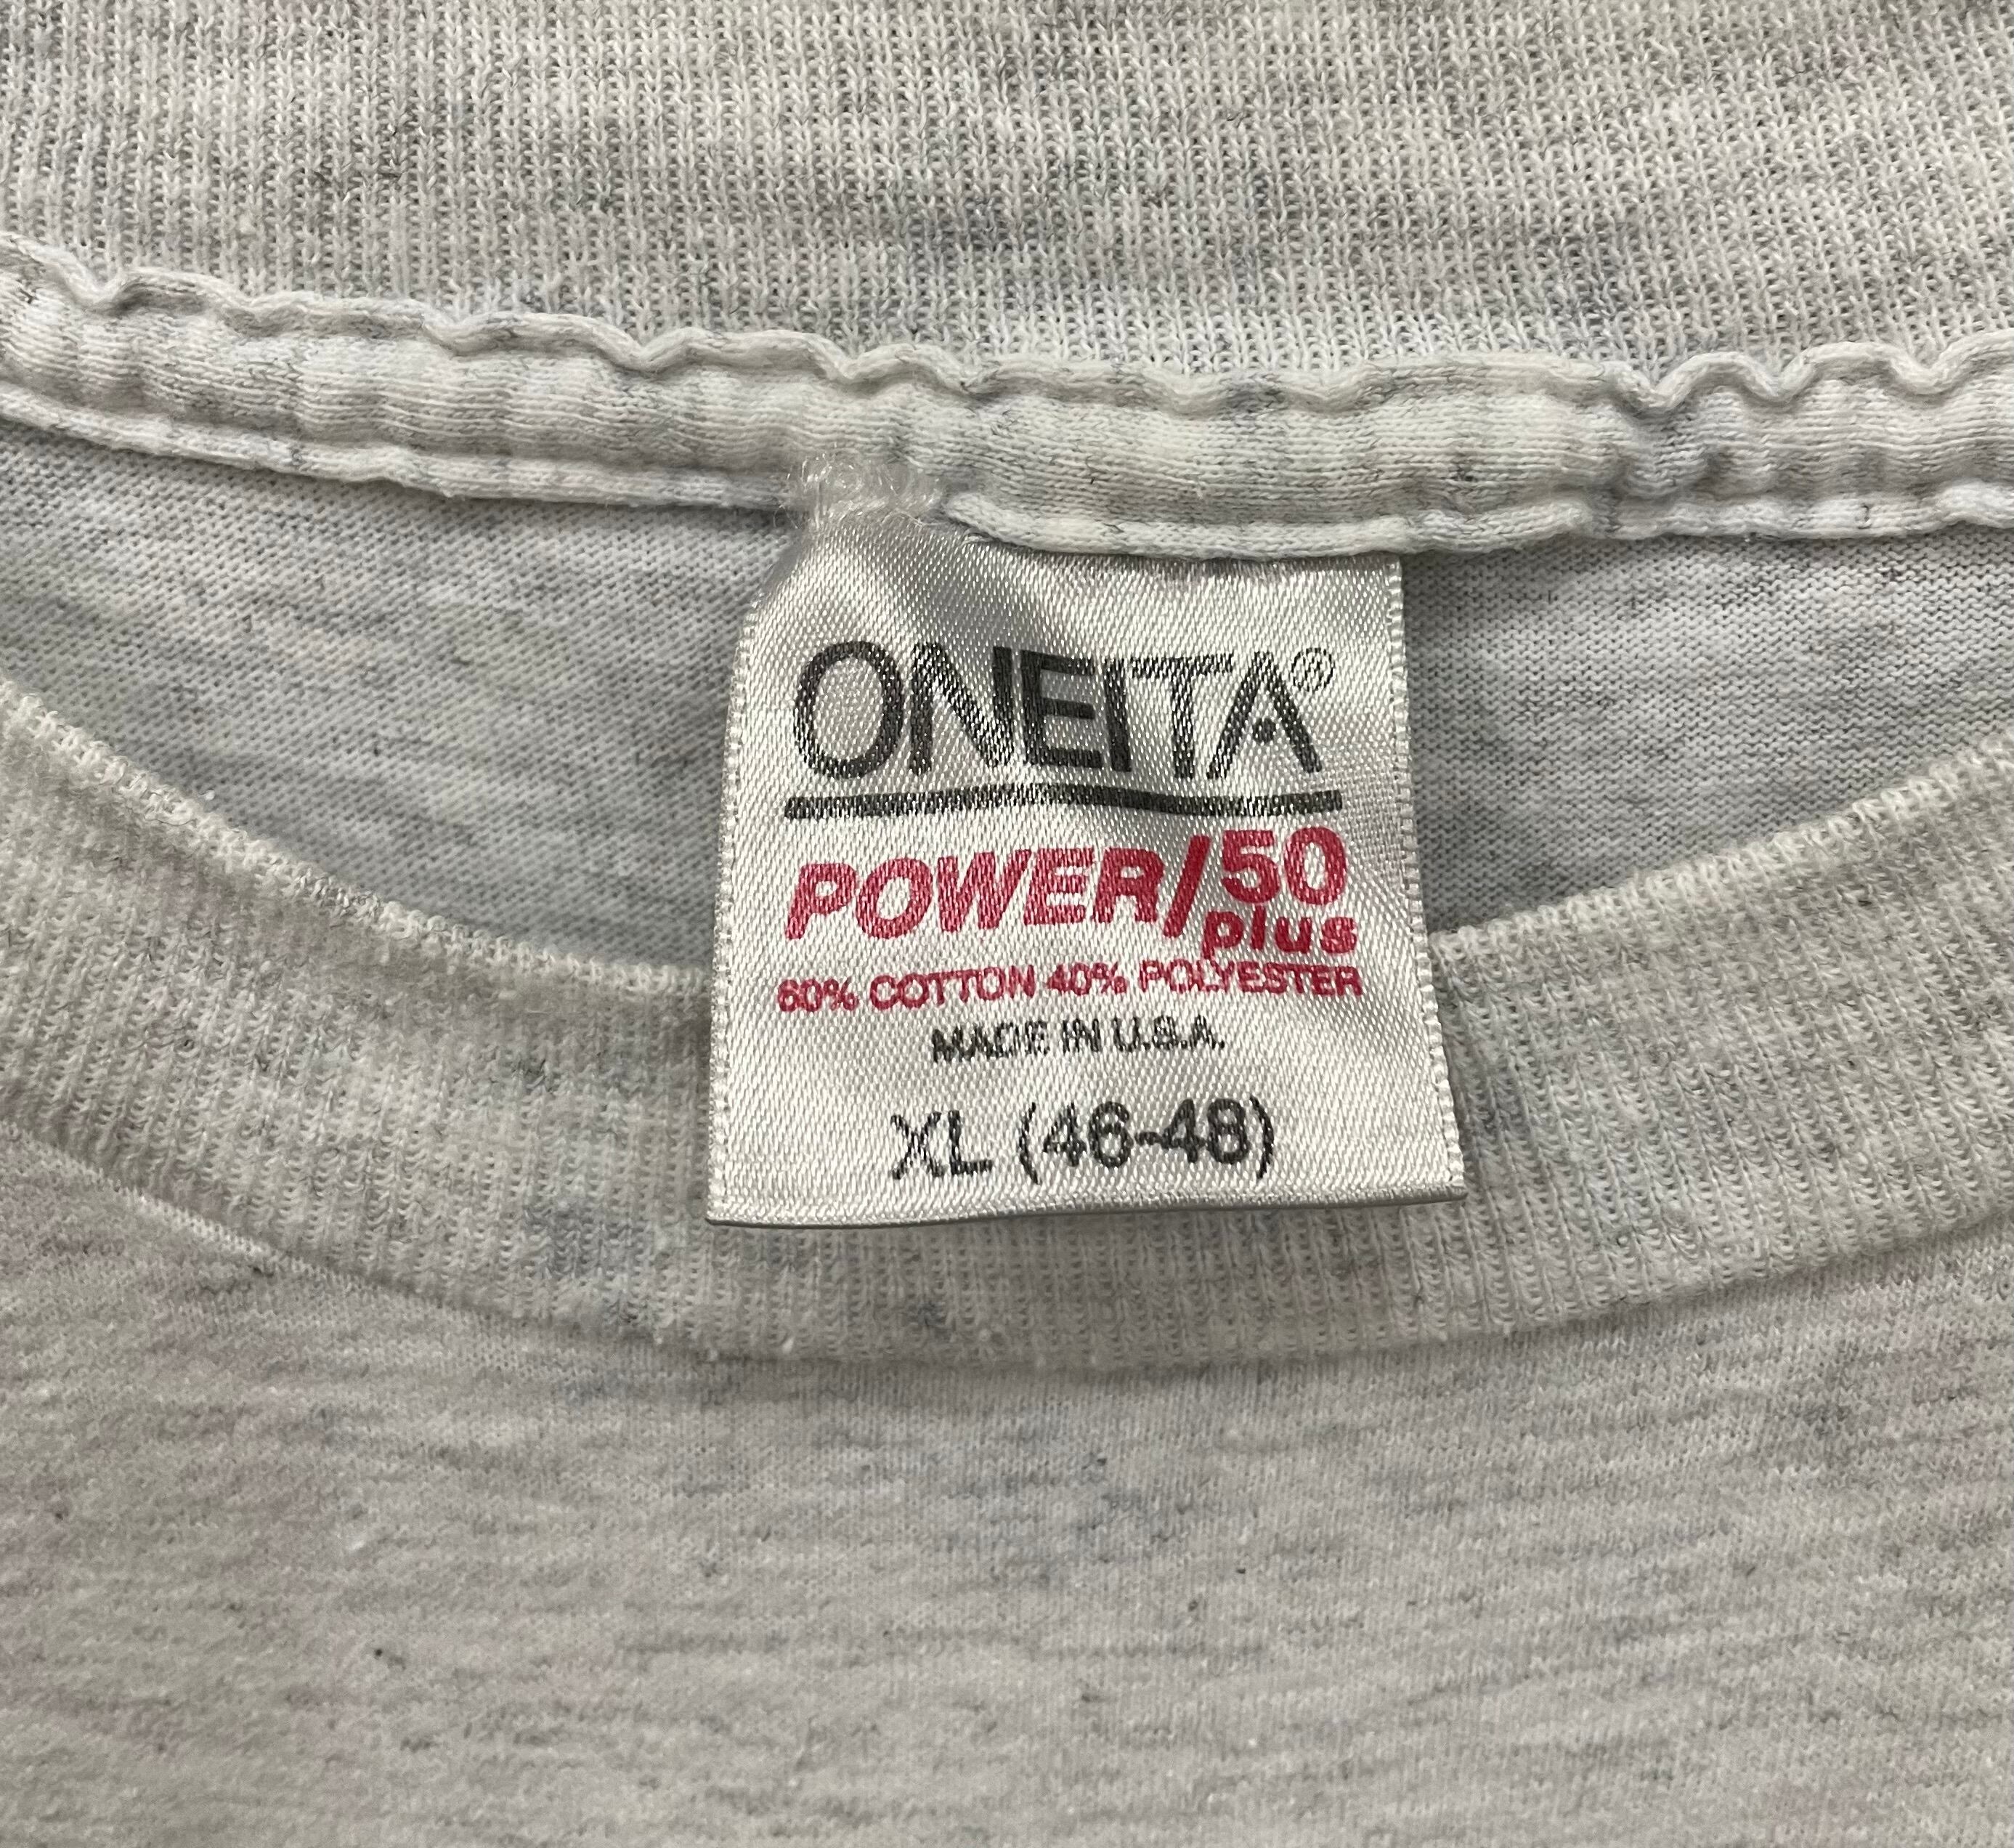 ONEITA®
POWER/50
plus
60% COTTON 40% POLYESTER
MADE IN U.S.A.
XL (46-48)